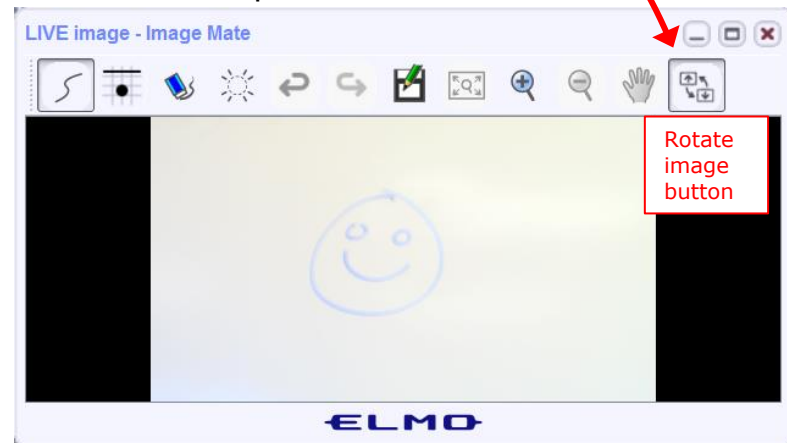 LIVE image - Image Mate
Rotate
image
button
ELMO